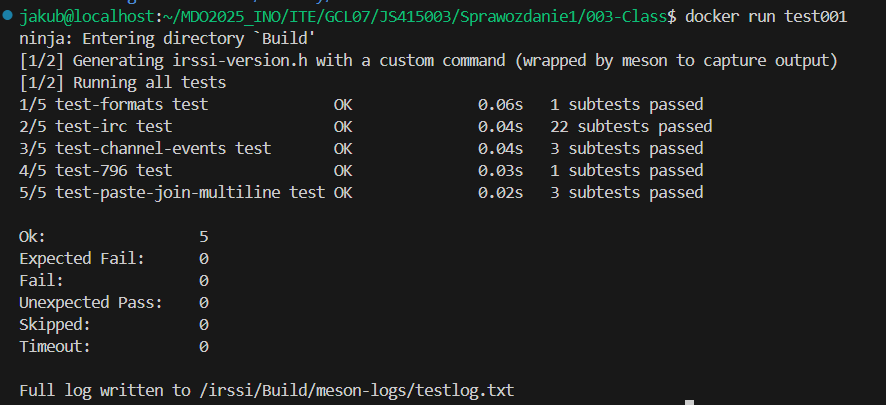 jakub@localhost:~/MDO2025_INO/ITE/GCL07/JS415003/Sprawozdanie1/003-Class$ docker run test001
ninja: Entering directory `Build'
[1/2] Generating irssi-version.h with a custom command (wrapped by meson to capture output)
[1/2] Running all tests
1/5 test-formats test                  OK              0.06s   1 subtests passed
2/5 test-irc test                      OK              0.04s   22 subtests passed
3/5 test-channel-events test           OK              0.04s   3 subtests passed
4/5 test-796 test                      OK              0.03s   1 subtests passed
5/5 test-paste-join-multiline test OK              0.02s   3 subtests passed
Ok:                 5
Expected Fail:      0
Fail:               0
Unexpected Pass:    0
Skipped:            0
Timeout:            0
Full log written to /irssi/Build/meson-logs/testlog.txt